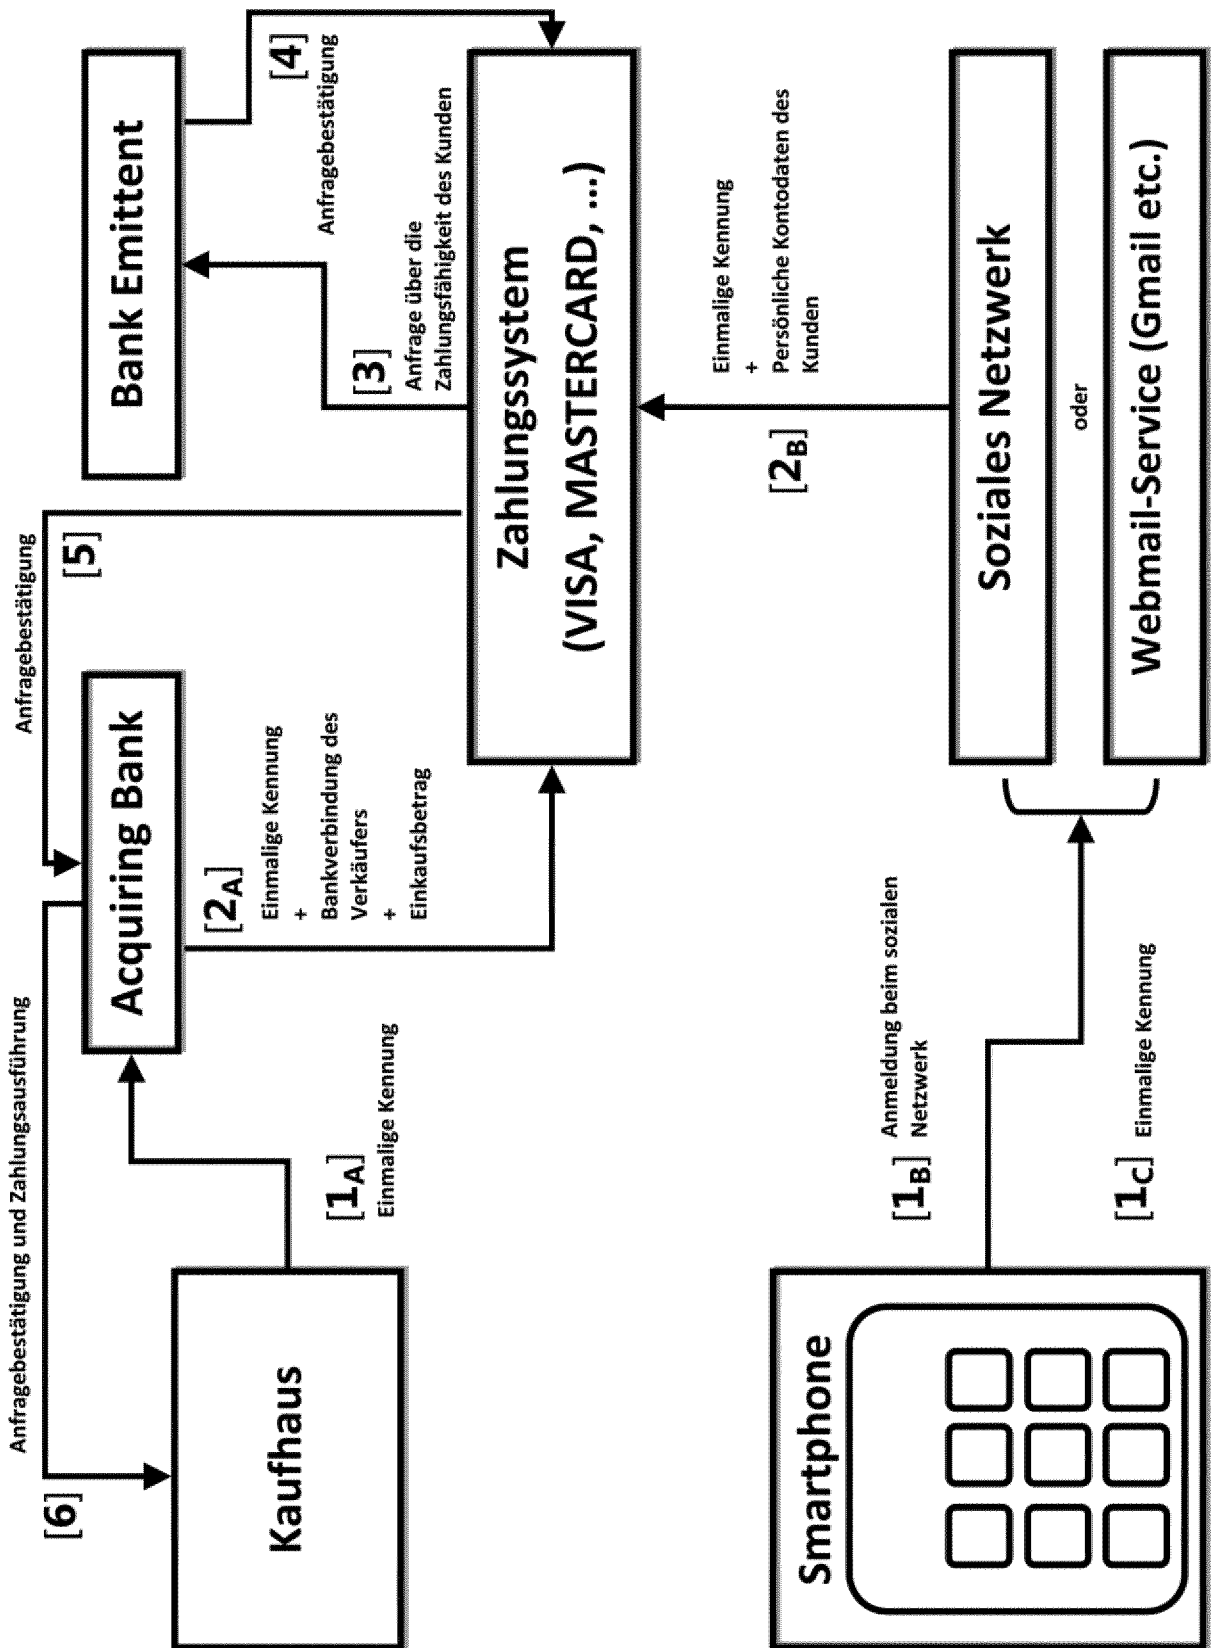 Anfragebestätigung und Zahlungsausführung
[6]
Kaufhaus
[1A]
Einmalige Kennung
Anfragebestätigung
[5]
Acquiring Bank
[2A]
Einmalige Kennung
+
Bankverbindung des
Verkäufers
+
Einkaufsbetrag
Bank Emittent
[4]
Anfragebestätigung
[3]
Anfrage über die
Zahlungsfähigkeit des Kunden
Zahlungssystem
(VISA, MASTERCARD, ...)
[2B]
Einmalige Kennung
+
Persönliche Kontodaten des
Kunden
Smartphone
[1B]
Anmeldung beim sozialen
Netzwerk
[1C] Einmalige Kennung
Soziales Netzwerk
oder
Webmail-Service (Gmail etc.)